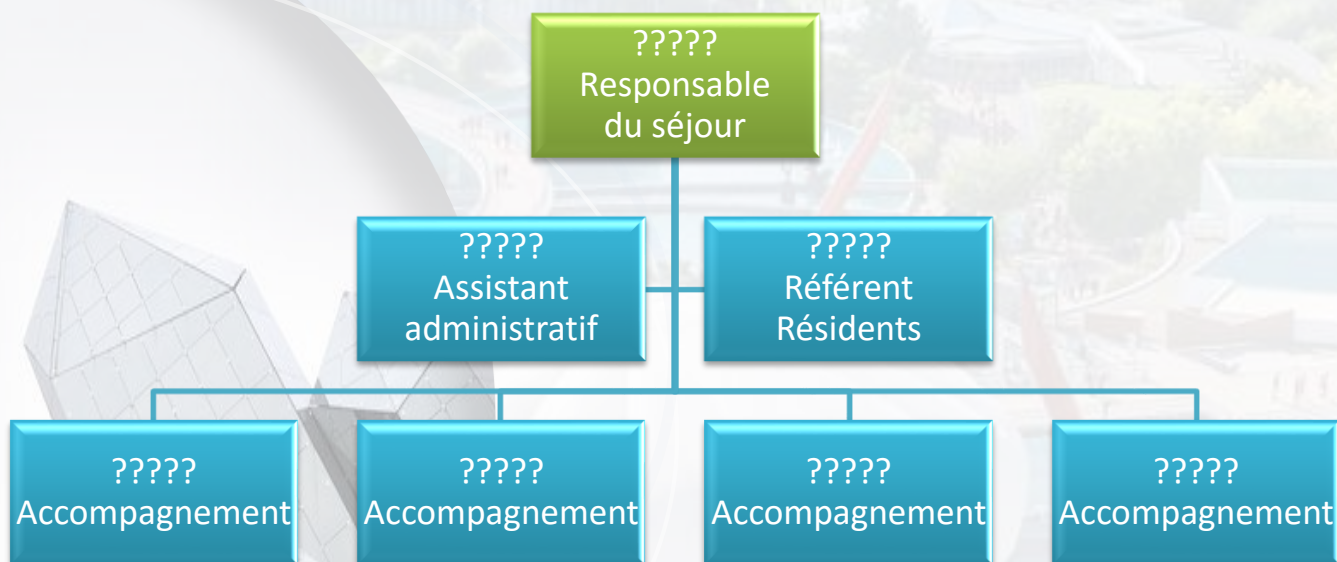 ?????
Responsable
du séjour
?????
Assistant
administratif
?????
Référent
Résidents
?????
Accompagnement
?????
Accompagnement
?????
Accompagnement
?????
Accompagnement